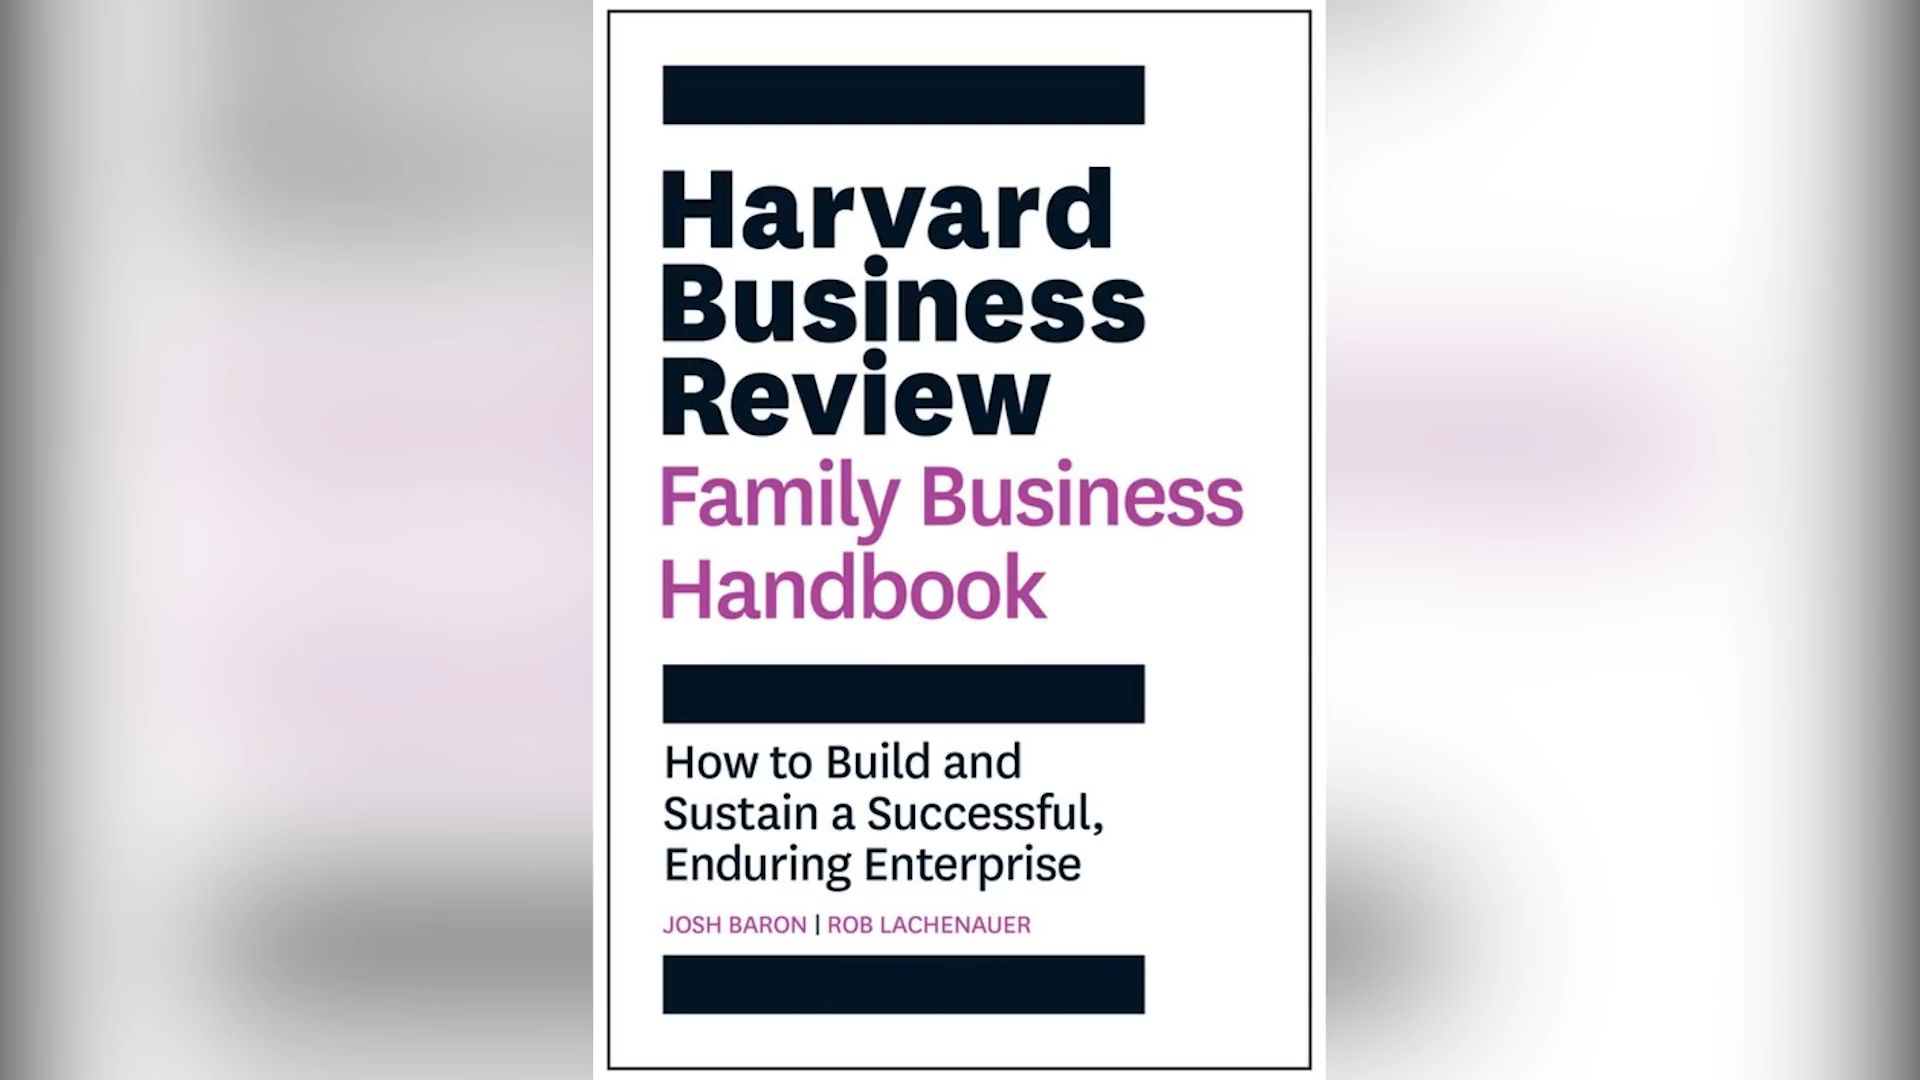 Harvard
Business
Review
Family Business
Handbook
How to Build and
Sustain a Successful,
Enduring Enterprise
JOSH BARON | ROB LACHENAUER